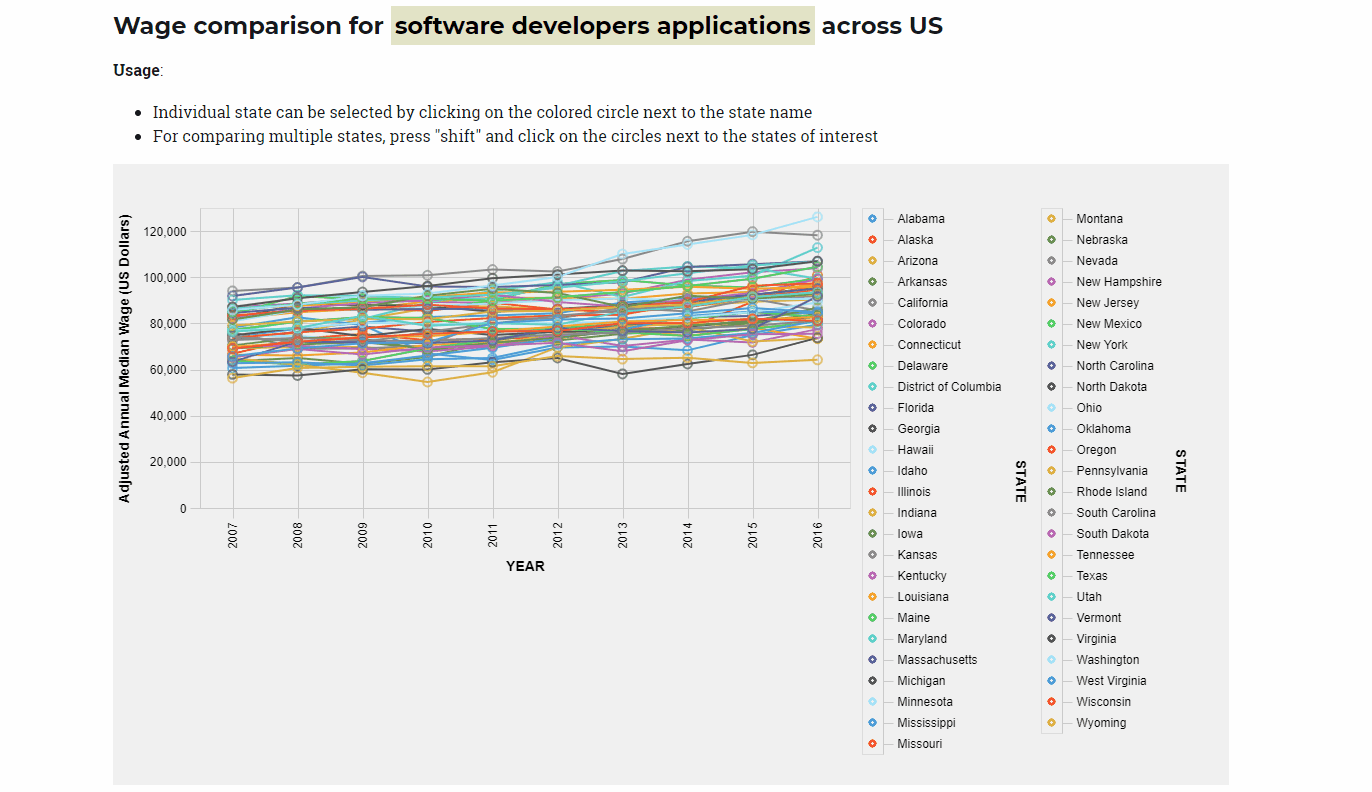 Wage comparison for software developers applications across US
Usage:
Individual state can be selected by clicking on the colored circle next to the state name
For comparing multiple states, press "shift" and click on the circles next to the states of interest
Adjusted Annual Median Wage (US Dollars)
120,000
100,000
80,000
60,000
40,000
20,000
0
2007
2008
2009
2010
2011
2012
2013
2014
2015
2016
YEAR
Alabama
Alaska
Arizona
Arkansas
California
Colorado
Connecticut
Delaware
District of Columbia
Florida
Georgia
Hawaii
Idaho
Illinois
Indiana
Iowa
Kansas
Kentucky
Louisiana
Maine
Maryland
Massachusetts
Michigan
Minnesota
Mississippi
Missouri
STATE
Montana
Nebraska
Nevada
New Hampshire
New Jersey
New Mexico
New York
North Carolina
North Dakota
Ohio
Oklahoma
Oregon
Pennsylvania
Rhode Island
South Carolina
South Dakota
Tennessee
Texas
Utah
Vermont
Virginia
Washington
West Virginia
Wisconsin
Wyoming
STATE